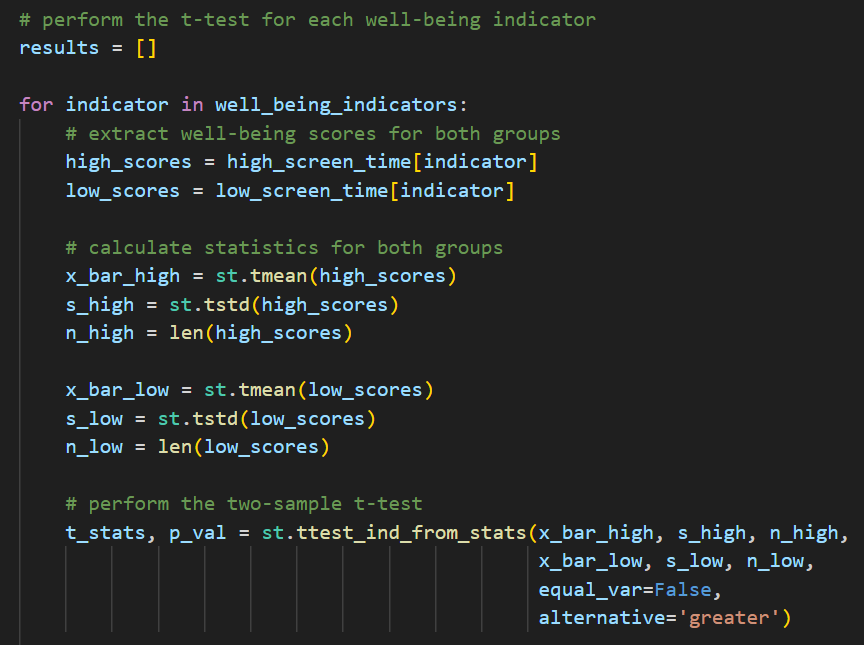 # perform the t-test for each well-being indicator
results = []
for indicator in well_being_indicators:
# extract well-being scores for both groups
high_scores = high_screen_time[indicator]
low_scores = low_screen_time[indicator]
# calculate statistics for both groups
x_bar_high = st.tmean(high_scores)
s_high = st.tstd(high_scores)
n_high = len(high_scores)
x_bar_low = st.tmean(low_scores)
s_low = st.tstd(low_scores)
n_low = len(low_scores)
# perform the two-sample t-test
t_stats, p_val = st.ttest_ind_from_stats(x_bar_high, s_high, n_high,
x_bar_low, s_low, n_low,
equal_var=False,
alternative='greater')